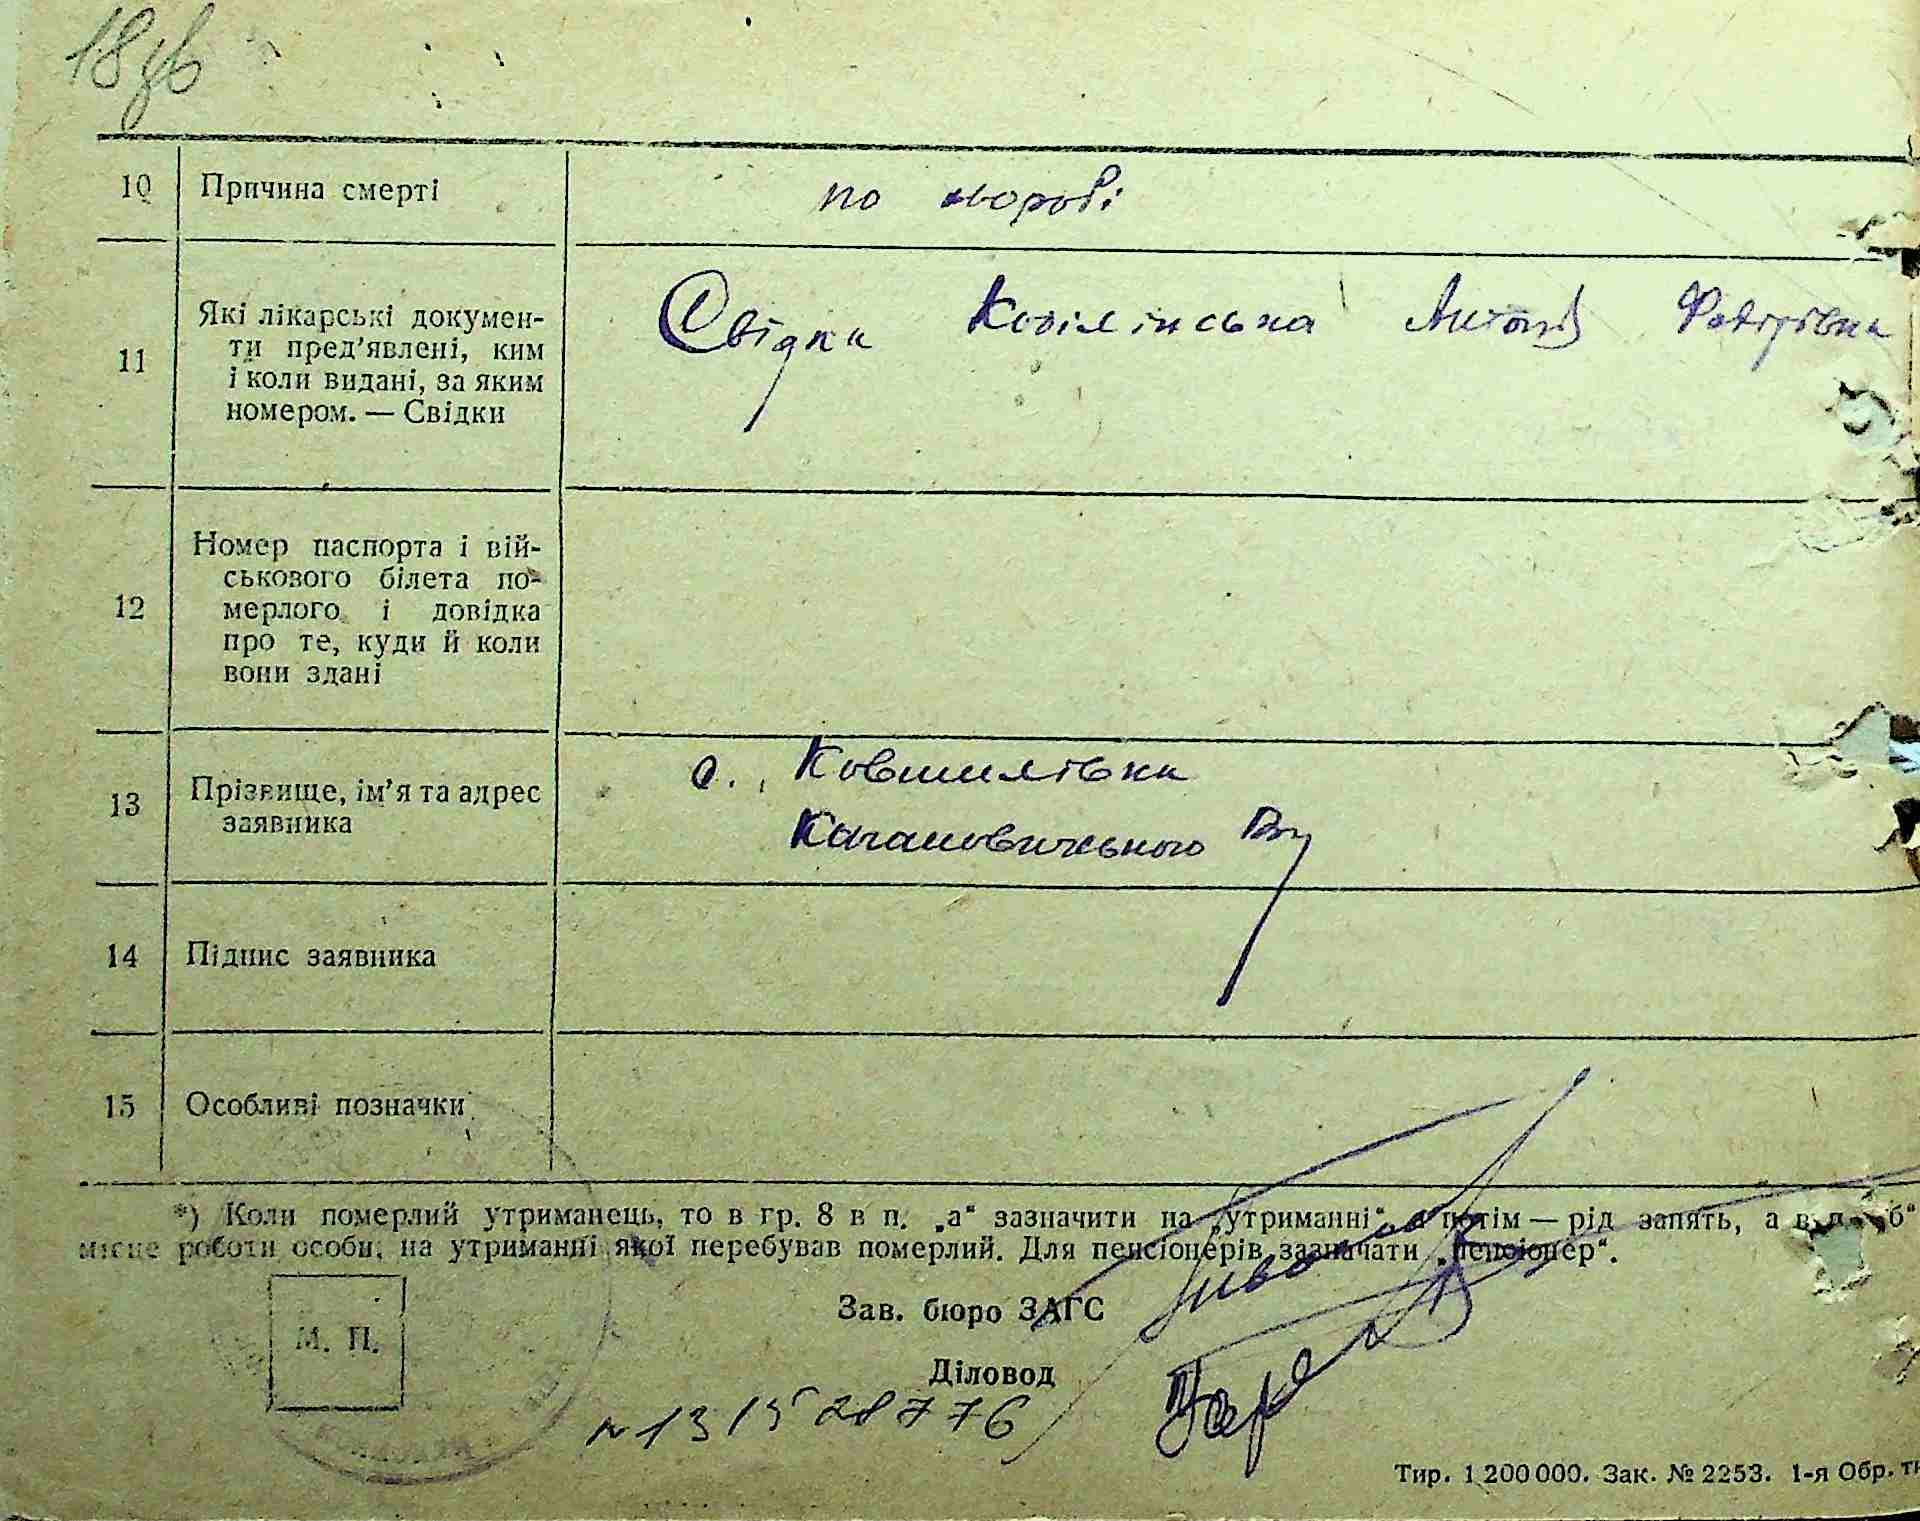 18зв
10 Причина смерті по хворобі
11 Які лікарські докумен-
ти пред'явлені, ким
і коли видані, за яким
номером. — Свідки
Свідки
12 Номер паспорта і вій-
ськового білета по-
мерлого і довідка
про те, куди й коли
вони здані
13 Прізвище, ім'я та адрес
заявника
с. Ковшилівка
Кагановичського р-ну
14 Підпис заявника
15 Особливі позначки
*) Коли померлий утриманець, то в гр. 8 в п. „а“ зазначити на „утриманні“ а потім — рід занять, а в п. „б“
місце роботи особи, на утриманні якої перебував померлий. Для пенсіонерів зазначати „пенсіонер“.
М. П.
Зав. бюро ЗАГС
Діловод
№ 131528776
Тир. 1 200 000. Зак. № 2253. 1-я Обр. ти